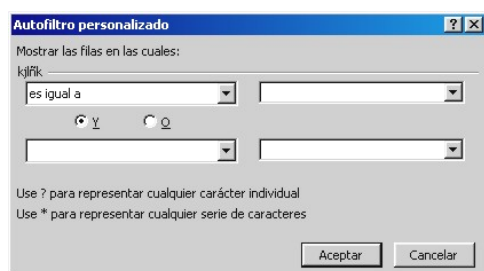 Autofiltro personalizado
Mostrar las filas en las cuales:
kjlñk
es igual a
Y O
Use ? para representar cualquier carácter individual
Use * para representar cualquier serie de caracteres
Aceptar Cancelar